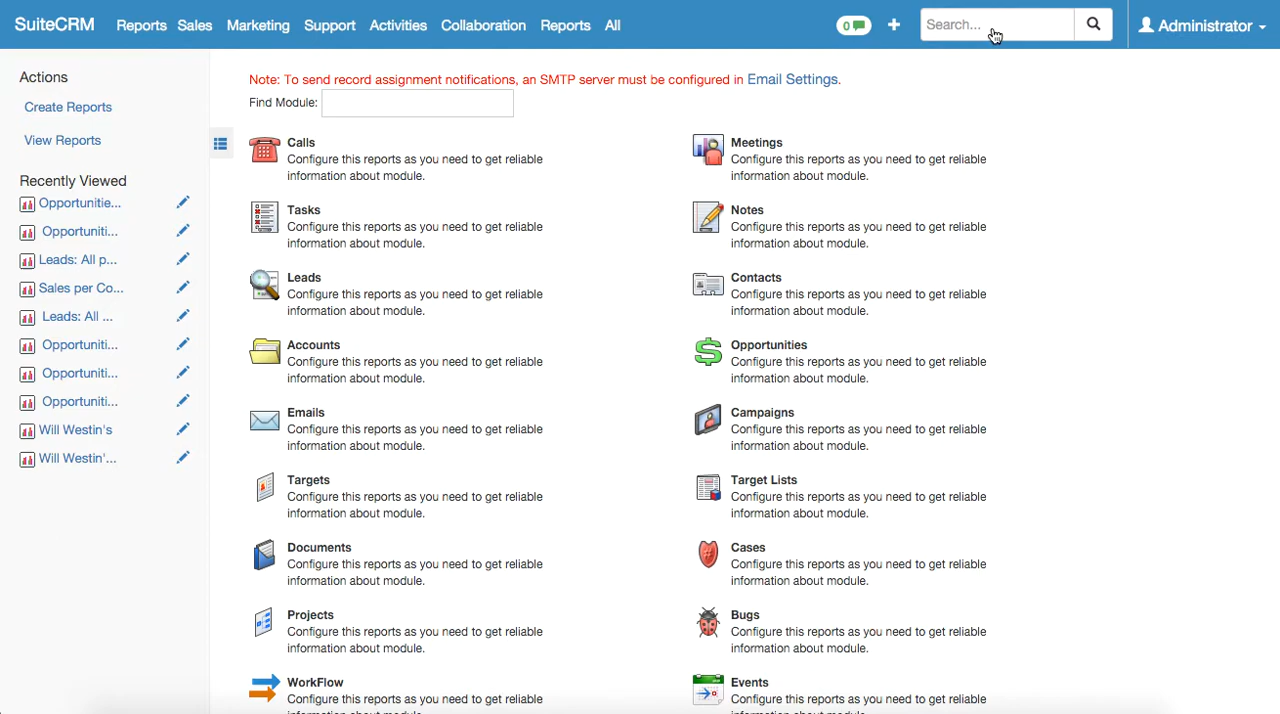 SuiteCRM Reports Sales Marketing Support Activities Collaboration Reports All 0 + Search... Administrator
Actions
Create Reports
View Reports
Recently Viewed
Opportunitie...
Opportuniti...
Leads: All p...
Sales per Co...
Leads: All ...
Opportuniti...
Opportuniti...
Opportuniti...
Will Westin's
Will Westin'...
Note: To send record assignment notifications, an SMTP server must be configured in Email Settings.
Find Module:
Calls
Configure this reports as you need to get reliable
information about module.
Meetings
Configure this reports as you need to get reliable
information about module.
Tasks
Configure this reports as you need to get reliable
information about module.
Notes
Configure this reports as you need to get reliable
information about module.
Leads
Configure this reports as you need to get reliable
information about module.
Contacts
Configure this reports as you need to get reliable
information about module.
Accounts
Configure this reports as you need to get reliable
information about module.
Opportunities
Configure this reports as you need to get reliable
information about module.
Emails
Configure this reports as you need to get reliable
information about module.
Campaigns
Configure this reports as you need to get reliable
information about module.
Targets
Configure this reports as you need to get reliable
information about module.
Target Lists
Configure this reports as you need to get reliable
information about module.
Documents
Configure this reports as you need to get reliable
information about module.
Cases
Configure this reports as you need to get reliable
information about module.
Projects
Configure this reports as you need to get reliable
information about module.
Bugs
Configure this reports as you need to get reliable
information about module.
WorkFlow
Configure this reports as you need to get reliable
Events
Configure this reports as you need to get reliable